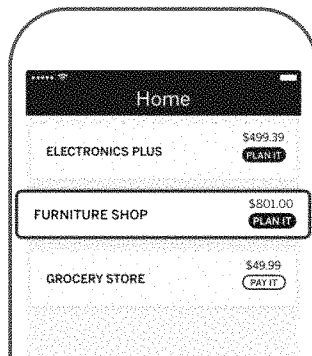 Home
$499.39
ELECTRONICS PLUS
PLAN IT
$801.00
FURNITURE SHOP
PLAN IT
$49.99
GROCERY STORE
PAY IT